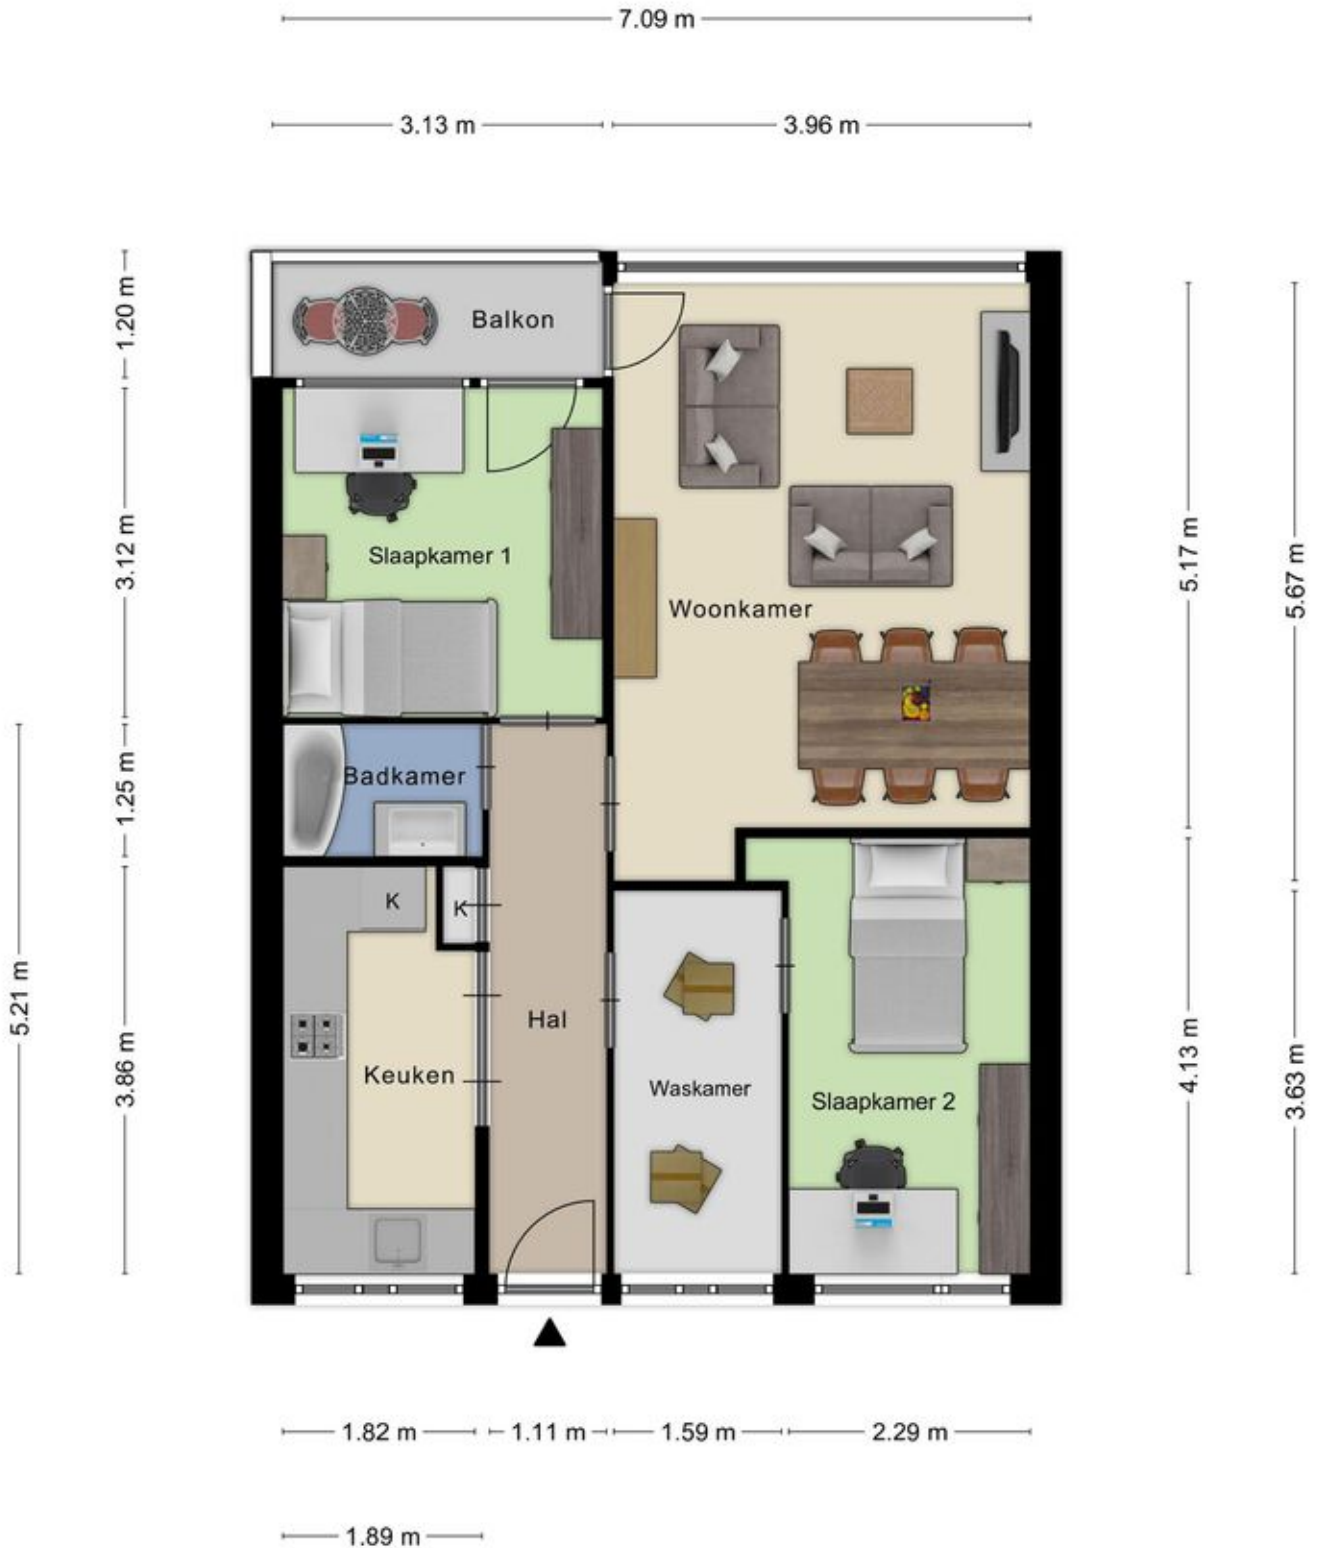 7.09 m
3.13 m
3.96 m
1.20 m
Balkon
3.12 m
Slaapkamer 1
5.17 m
5.67 m
Woonkamer
1.25 m
Badkamer
K
K
5.21 m
Hal
3.86 m
Keuken
Waskamer
Slaapkamer 2
4.13 m
3.63 m
1.82 m
1.11 m
1.59 m
2.29 m
1.89 m